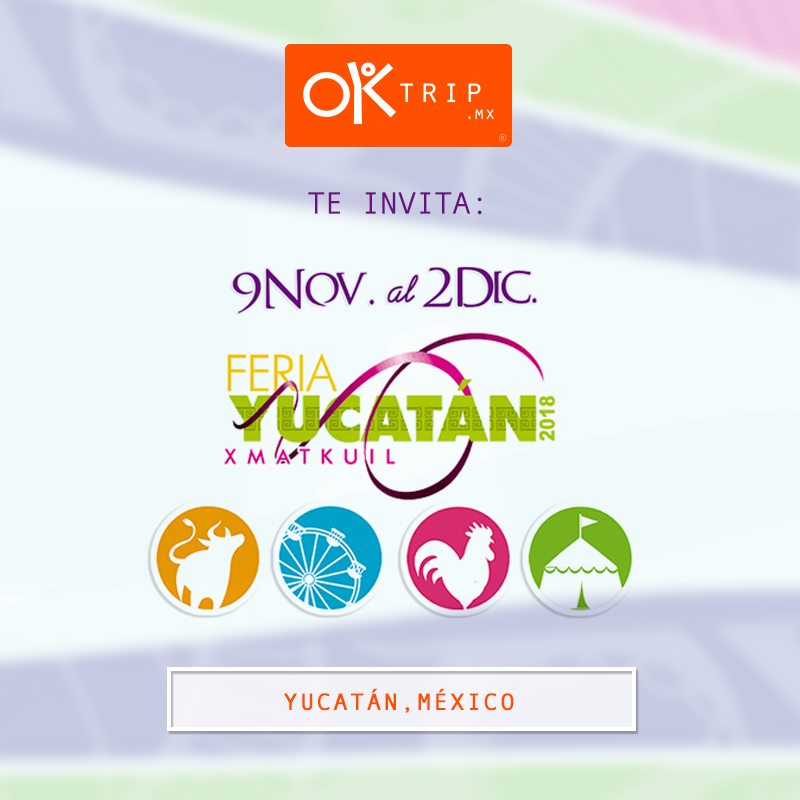 OK TRIP
.MX
®
TE INVITA:
9NOV. al 2DIC.
FERIA
YUCATÁN 2018
XMATKUIL
YUCATÁN,MÉXICO